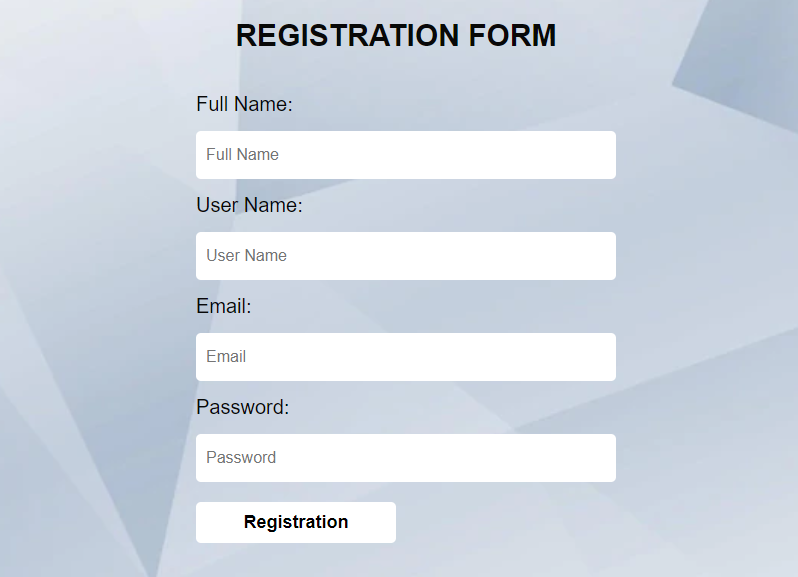 REGISTRATION FORM
Full Name:
Full Name
User Name:
User Name
Email:
Email
Password:
Password
Registration